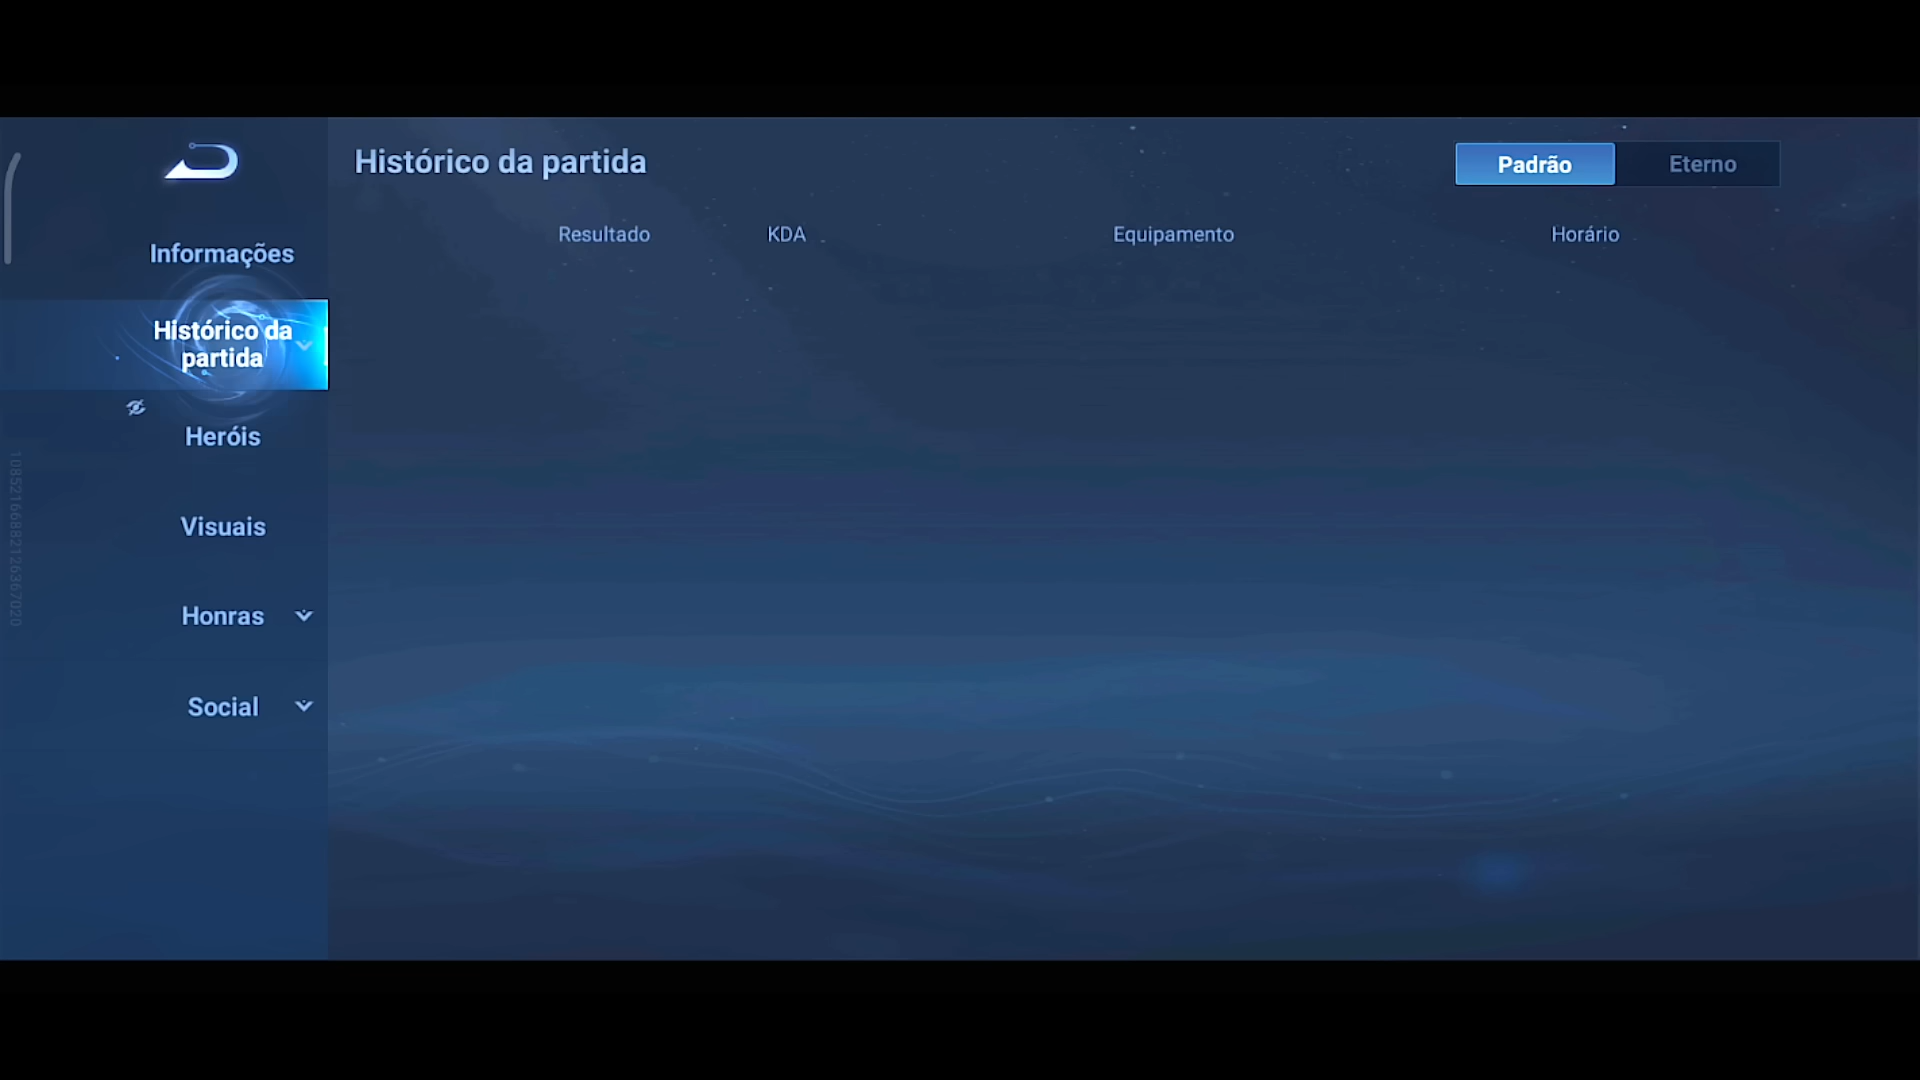 Histórico da partida
Padrão
Eterno
Resultado
KDA
Equipamento
Horário
Informações
Histórico da
partida
Heróis
Visuais
Honras
Social